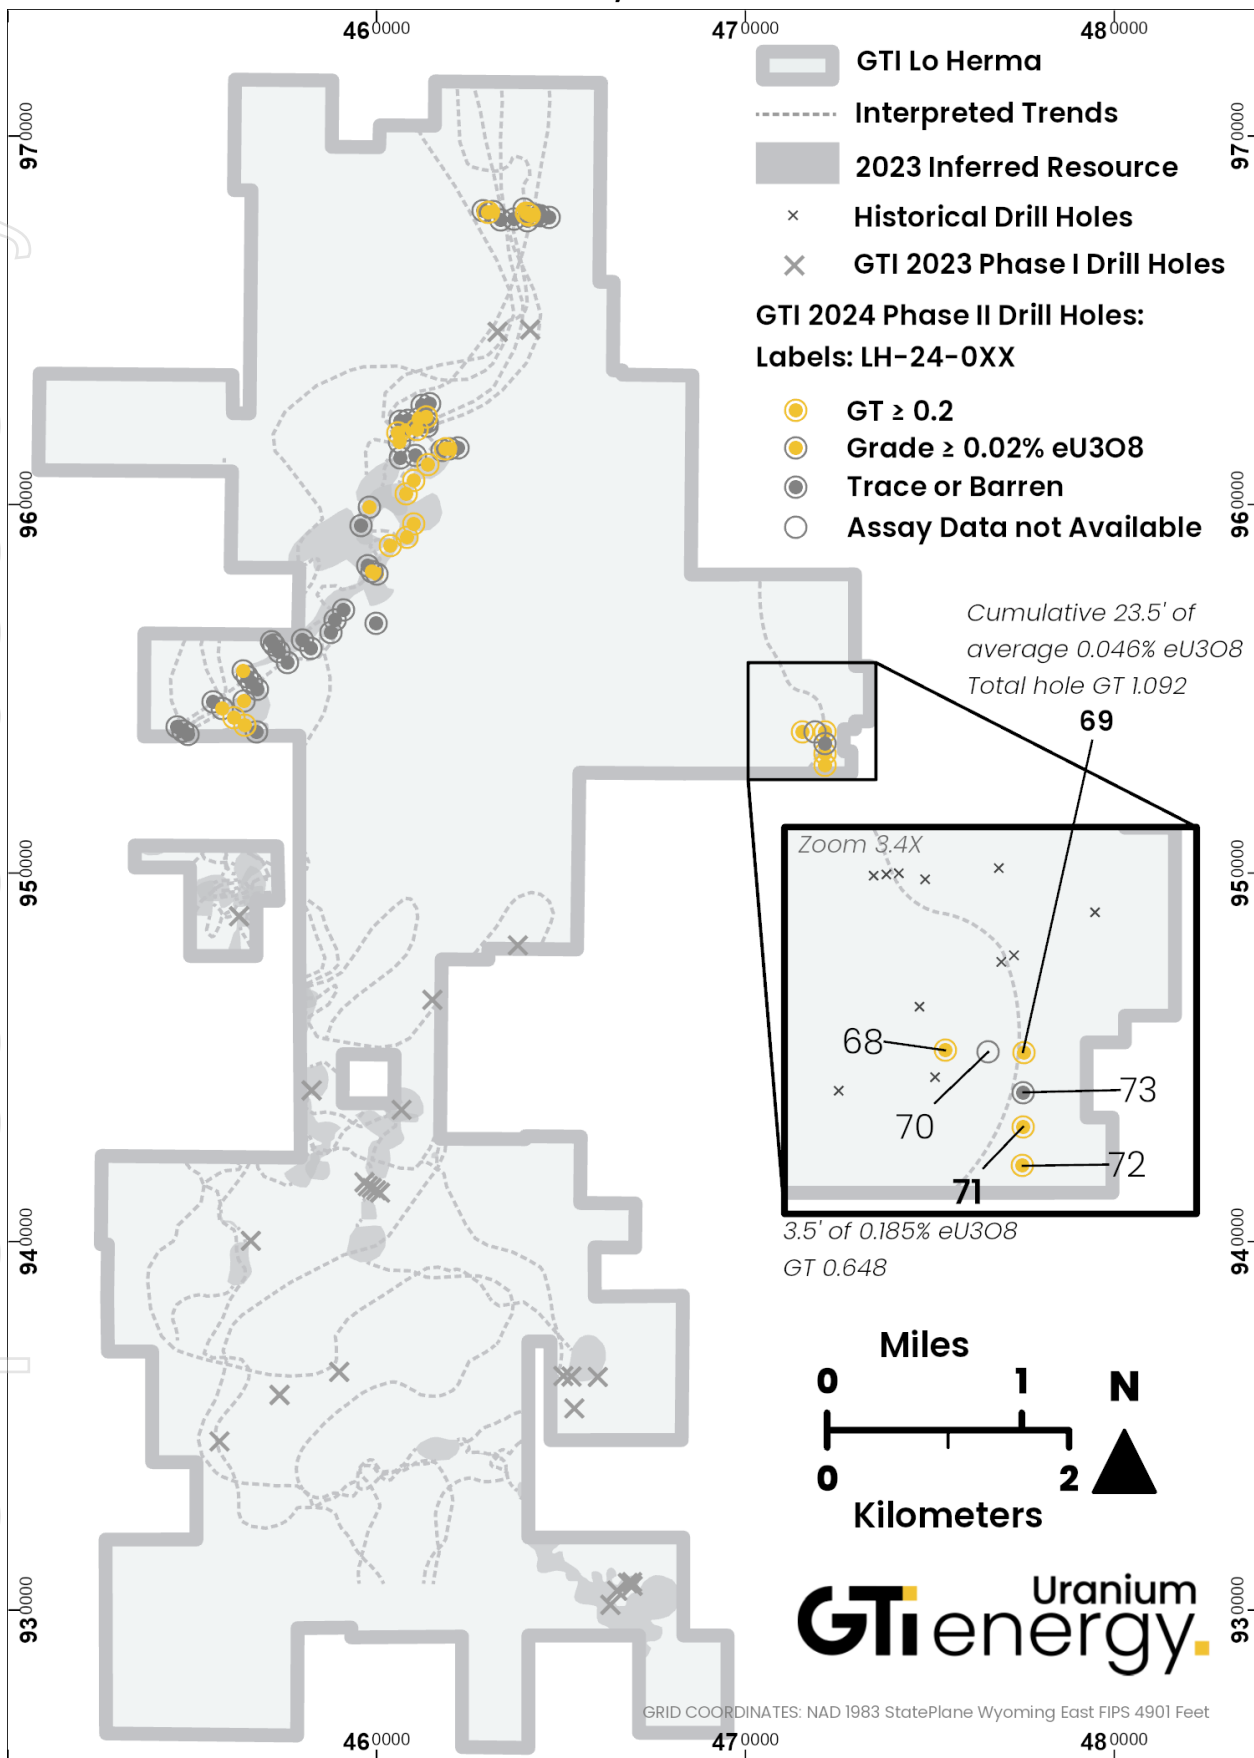 460000
470000
480000
GTI Lo Herma
Interpreted Trends
2023 Inferred Resource
Historical Drill Holes
GTI 2023 Phase I Drill Holes
GTI 2024 Phase II Drill Holes:
Labels: LH-24-0XX
GT ≥ 0.2
Grade ≥ 0.02% eU3O8
Trace or Barren
Assay Data not Available
970000
970000
960000
960000
Cumulative 23.5' of
average 0.046% eU3O8
Total hole GT 1.092
69
Zoom 3.4X
950000
950000
68
70
73
72
71
3.5' of 0.185% eU3O8
GT 0.648
940000
940000
Miles
0 1
N
0 2
Kilometers
930000
930000
GTi Uranium
energy.
GRID COORDINATES: NAD 1983 StatePlane Wyoming East FIPS 4901 Feet
460000
470000
480000